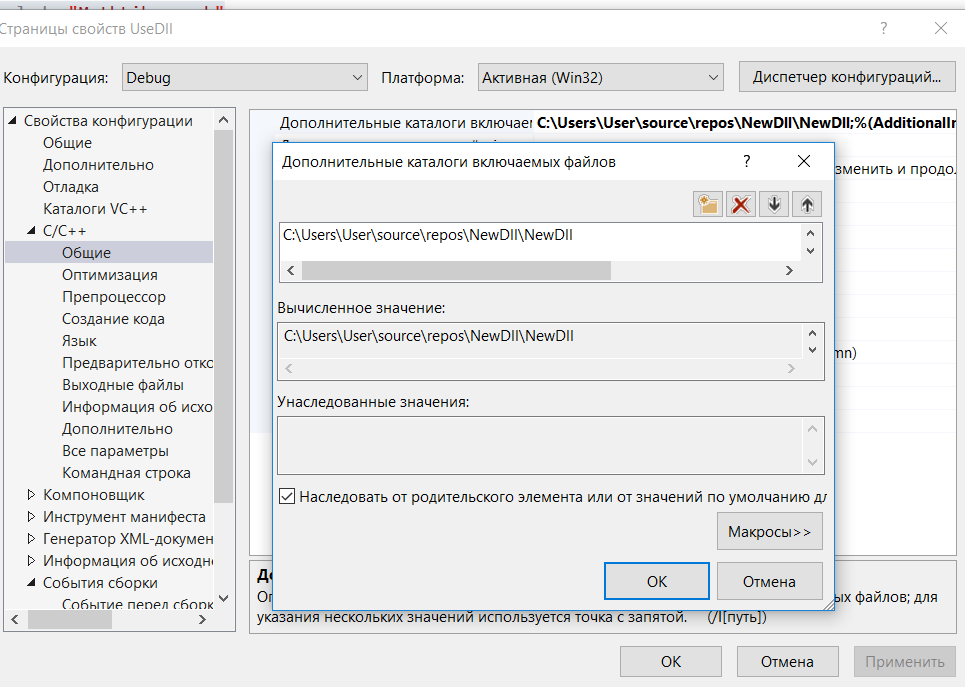 Страницы свойств UseDll
?
Конфигурация: Debug Платформа: Активная (Win32) Диспетчер конфигураций...
Свойства конфигурации
Общие
Дополнительно
Отладка
Каталоги VC++
C/C++
Общие
Оптимизация
Препроцессор
Создание кода
Язык
Предварительно отко
Выходные файлы
Информация об исхо
Дополнительно
Все параметры
Командная строка
Компоновщик
Инструмент манифеста
Генератор XML-докумен
Информация об исходн
События сборки
Событие перед сборк
Дополнительные каталоги включаем C:\Users\User\source\repos\NewDll\NewDll;%(AdditionalIn
зменить и продол
mn)
Дополнительные каталоги включаемых файлов ?
C:\Users\User\source\repos\NewDll\NewDll
Вычисленное значение:
C:\Users\User\source\repos\NewDll\NewDll
Унаследованные значения:
Наследовать от родительского элемента или от значений по умолчанию дл
Макросы>>
OK Отмена
ых файлов; для
указания нескольких значений используется точка с запятой. (/I[путь])
OK Отмена Применить